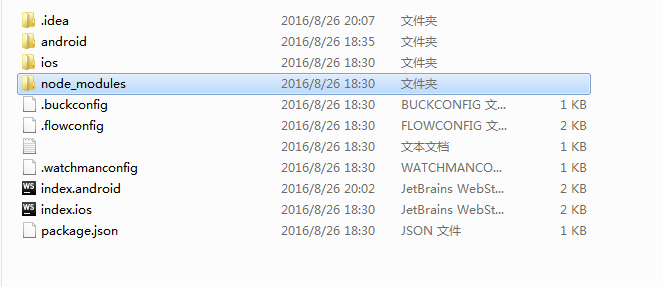 .idea 2016/8/26 20:07 文件夹
android 2016/8/26 18:35 文件夹
ios 2016/8/26 18:30 文件夹
node_modules 2016/8/26 18:30 文件夹
.buckconfig 2016/8/26 18:30 BUCKCONFIG 文... 1 KB
.flowconfig 2016/8/26 18:30 FLOWCONFIG 文... 2 KB
2016/8/26 18:30 文本文档 1 KB
.watchmanconfig 2016/8/26 18:30 WATCHMANCO... 1 KB
WS index.android 2016/8/26 20:02 JetBrains WebSt... 2 KB
WS index.ios 2016/8/26 18:30 JetBrains WebSt... 2 KB
package.json 2016/8/26 18:30 JSON 文件 1 KB